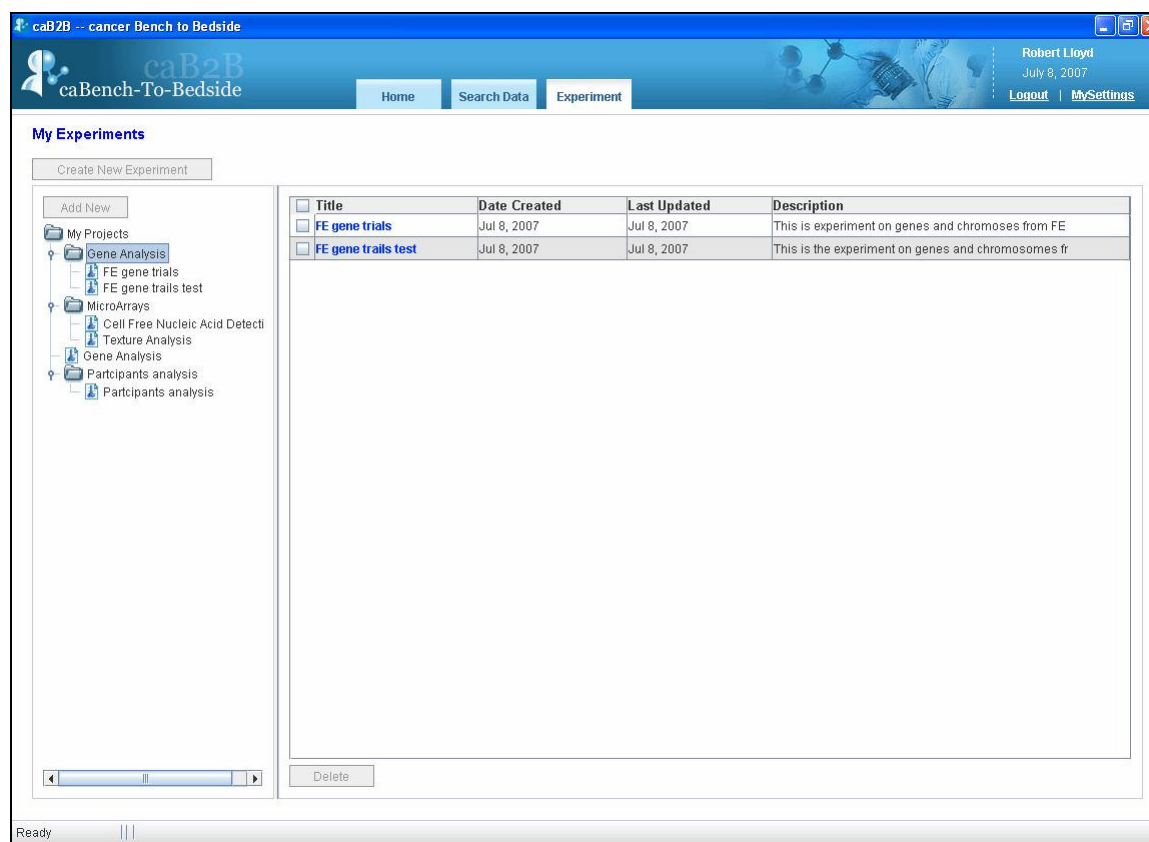 caB2B -- cancer Bench to Bedside
caB2B
caBench-To-Bedside
Home Search Data Experiment
Robert Lloyd
July 8, 2007
Logout | MySettings
My Experiments
Create New Experiment
Add New
My Projects
Gene Analysis
FE gene trials
FE gene trails test
MicroArrays
Cell Free Nucleic Acid Detecti
Texture Analysis
Gene Analysis
Partcipants analysis
Partcipants analysis
Title Date Created Last Updated Description
FE gene trials Jul 8, 2007 Jul 8, 2007 This is experiment on genes and chromoses from FE
FE gene trails test Jul 8, 2007 Jul 8, 2007 This is the experiment on genes and chromosomes fr
Delete
Ready